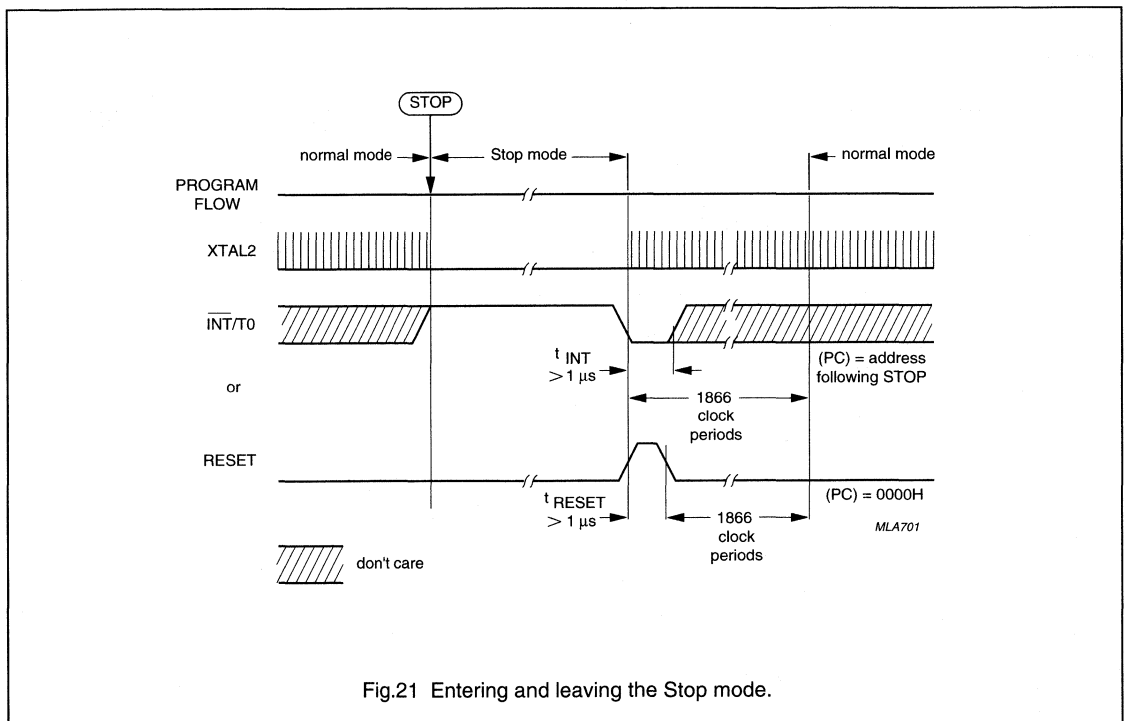 STOP
normal mode
Stop mode
normal mode
PROGRAM
FLOW
XTAL2
INT/T0
t INT
> 1 µs
(PC) = address
following STOP
or
1866
clock
periods
RESET
t RESET
> 1 µs
(PC) = 0000H
1866
clock
periods
MLA701
don't care
Fig.21 Entering and leaving the Stop mode.